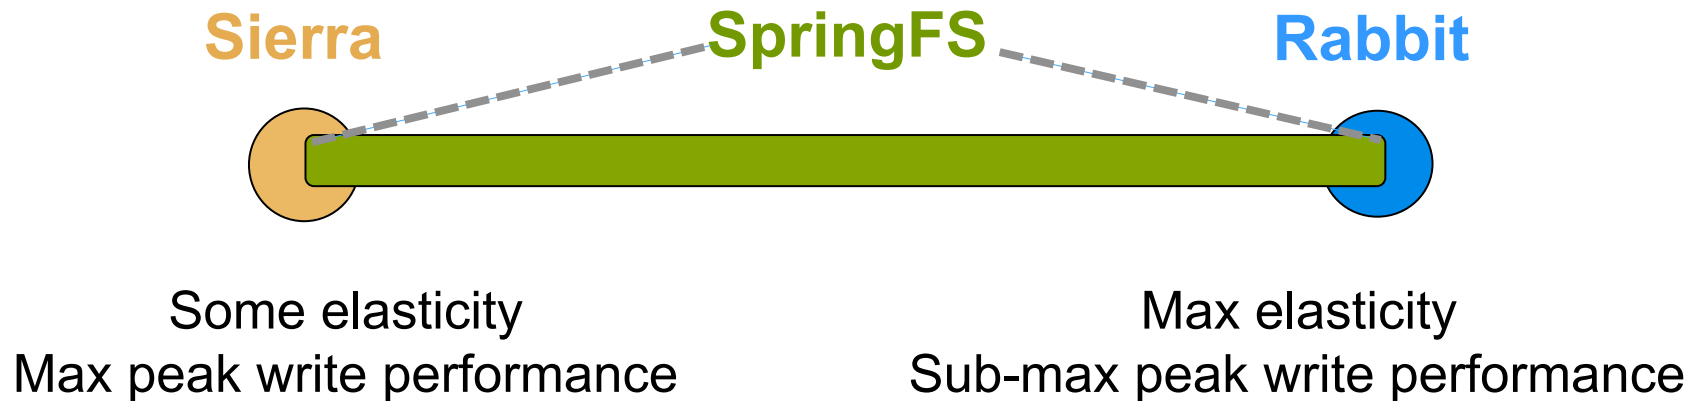 Sierra SpringFS Rabbit
Some elasticity Max elasticity
Max peak write performance Sub-max peak write performance